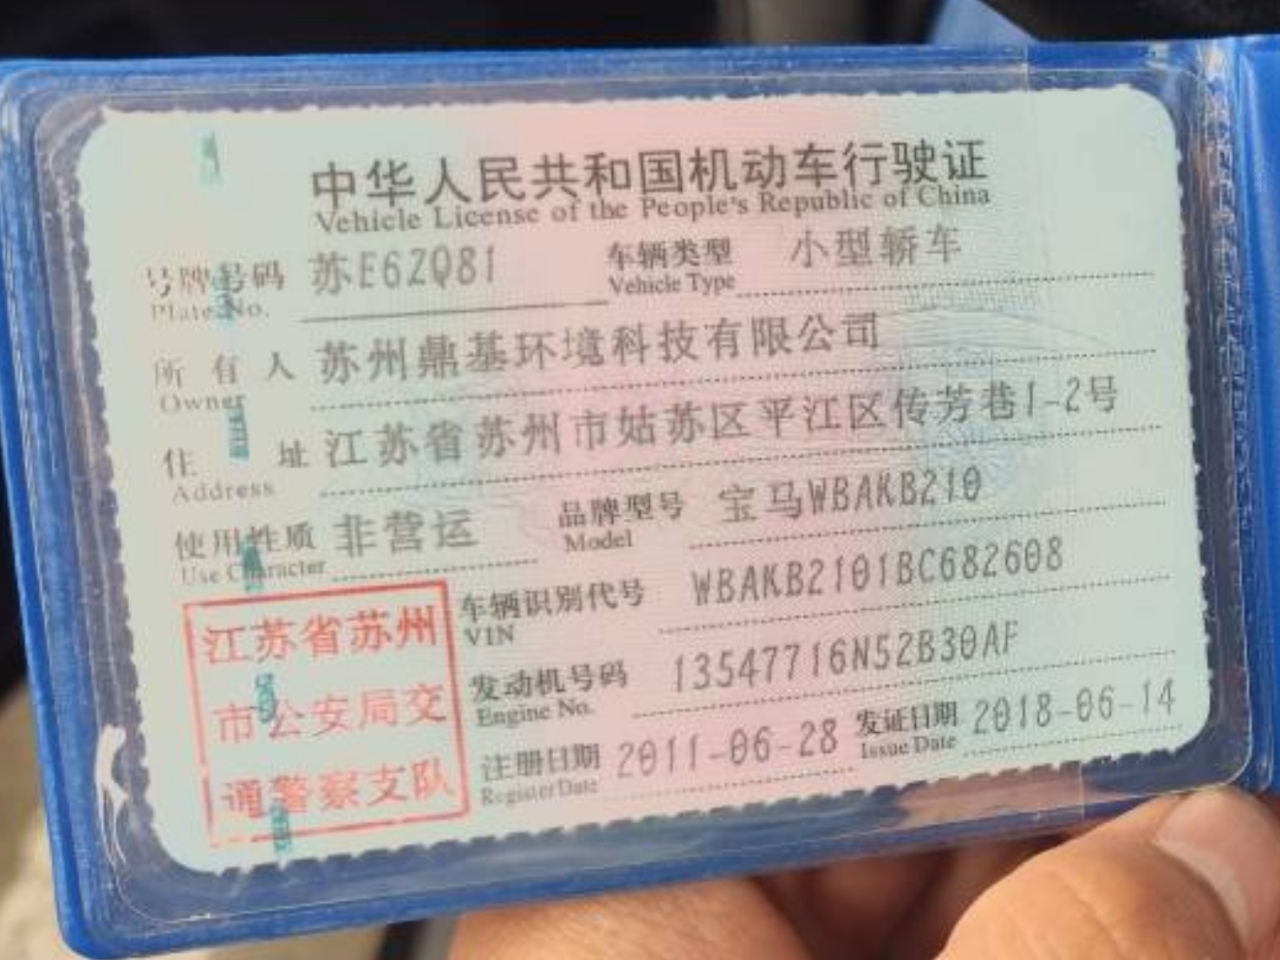 中华人民共和国机动车行驶证
Vehicle License of the People's Republic of China
号牌号码 苏E6ZQ81 车辆类型 小型轿车
Plate No. Vehicle Type
所有人 苏州鼎基环境科技有限公司
Owner
住址 江苏省苏州市姑苏区平江区传芳巷1-2号
Address
使用性质 非营运 品牌型号 宝马WBAKB210
Use Character Model
车辆识别代号 WBAKB2101BC682608
VIN
发动机号码 13547716N52B30AF
Engine No.
注册日期 2011-06-28 发证日期 2018-06-14
Register Date Issue Date
江苏省苏州
市公安局交
通警察支队